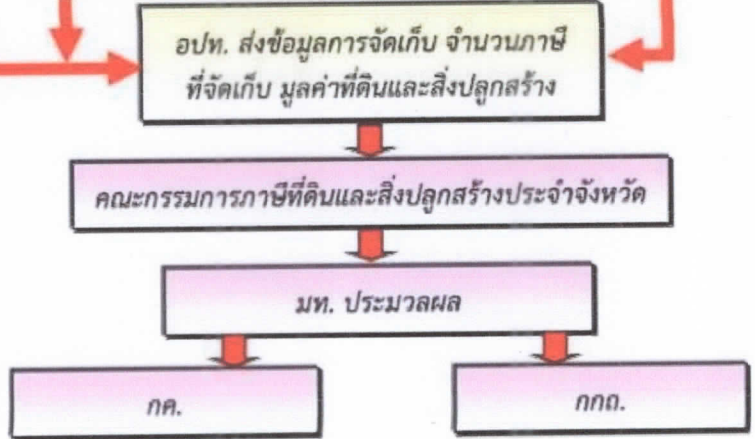 อปท. ส่งข้อมูลการจัดเก็บ จำนวนภาษี
ที่จัดเก็บ มูลค่าที่ดินและสิ่งปลูกสร้าง
คณะกรรมการภาษีที่ดินและสิ่งปลูกสร้างประจำจังหวัด
มท. ประมวลผล
กค.
กกถ.